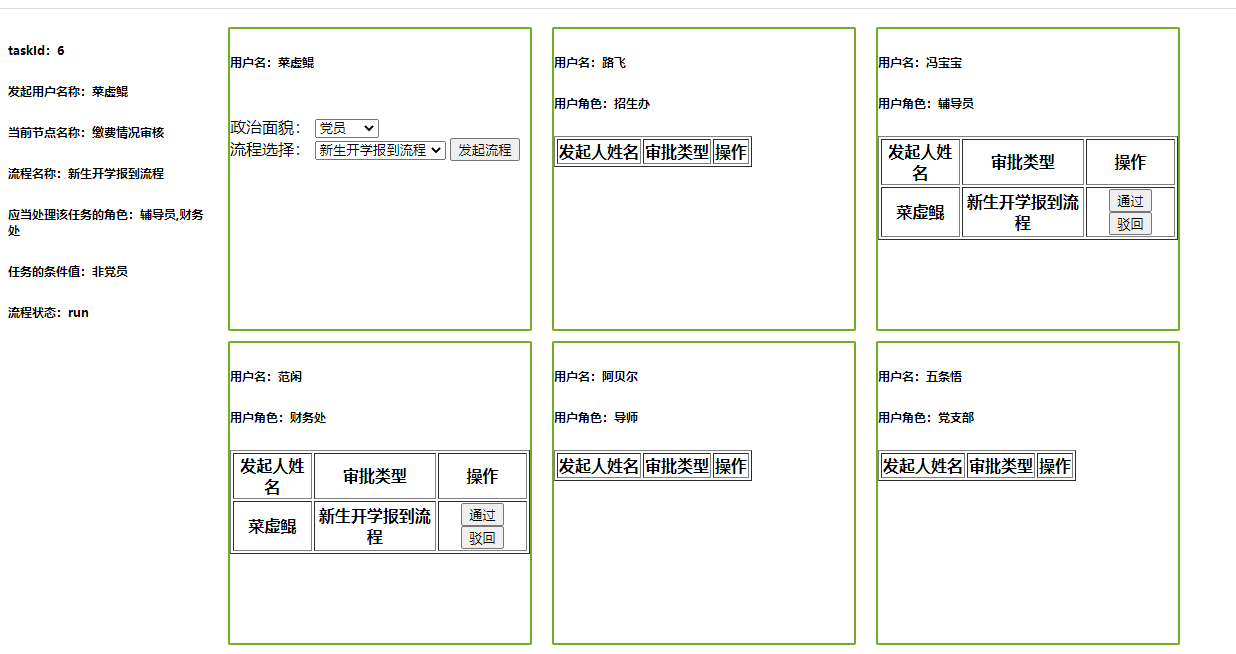 taskId：6
发起用户名称：菜虚鲲
当前节点名称：缴费情况审核
流程名称：新生开学报到流程
应当处理该任务的角色：辅导员,财务
处
任务的条件值：非党员
流程状态：run
用户名：菜虚鲲
政治面貌： 党员
流程选择： 新生开学报到流程 发起流程
用户名：路飞
用户角色：招生办
发起人姓名 审批类型 操作
用户名：冯宝宝
用户角色：辅导员
发起人姓
名 审批类型 操作
菜虚鲲 新生开学报到流
程 通过
驳回
用户名：范闲
用户角色：财务处
发起人姓
名 审批类型 操作
菜虚鲲 新生开学报到流
程 通过
驳回
用户名：阿贝尔
用户角色：导师
发起人姓名 审批类型 操作
用户名：五条悟
用户角色：党支部
发起人姓名 审批类型 操作